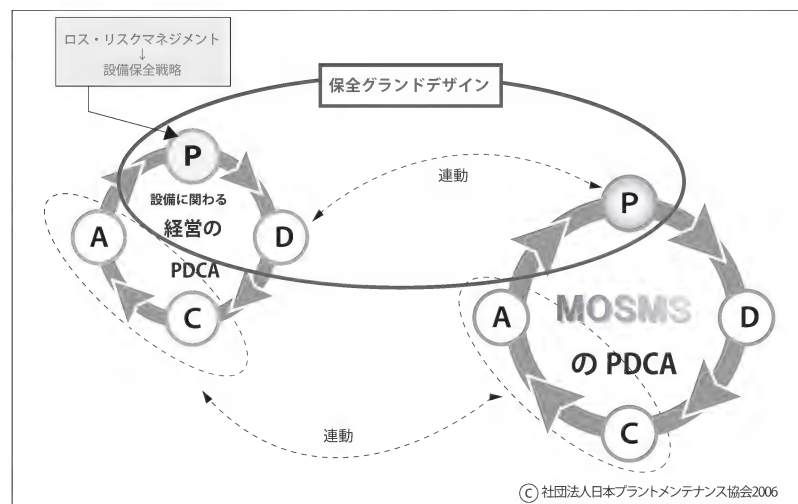 ロス・リスクマネジメント
↓
設備保全戦略
保全グランドデザイン
P
設備に関わる
経営の
PDCA
A
D
C
連動
P
A
MOSMS
D
の PDCA
C
連動
Ⓒ 社団法人日本プラントメンテナンス協会2006